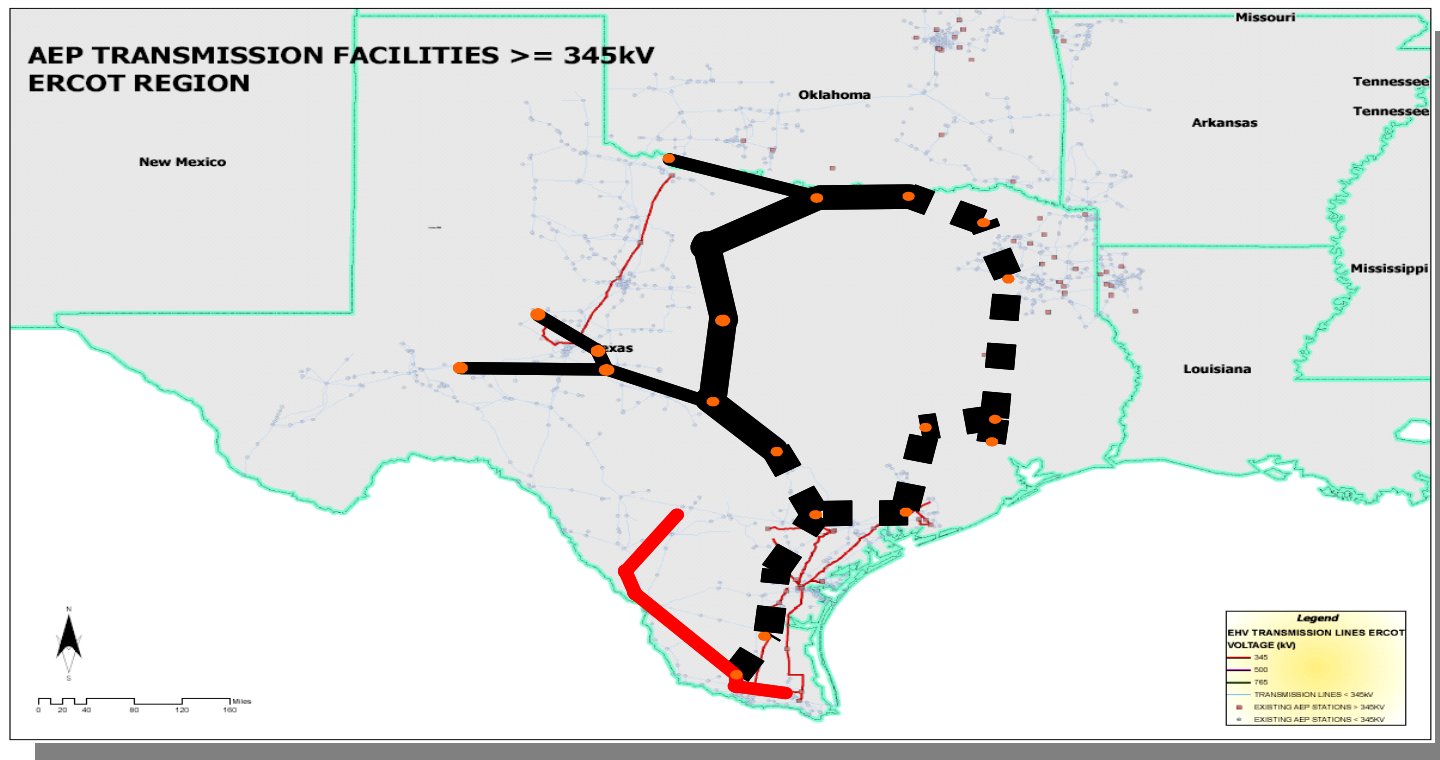 AEP TRANSMISSION FACILITIES >= 345kV
ERCOT REGION
Missouri
Tennessee
Oklahoma
Tennessee
Arkansas
New Mexico
Mississippi
exas
Louisiana
N
S
Miles
0 20 40 80 120 160
Legend
EHV TRANSMISSION LINES ERCOT
VOLTAGE (kV)
345
500
765
TRANSMISSION LINES < 345kV
EXISTING AEP STATIONS > 345KV
EXISTING AEP STATIONS < 345KV